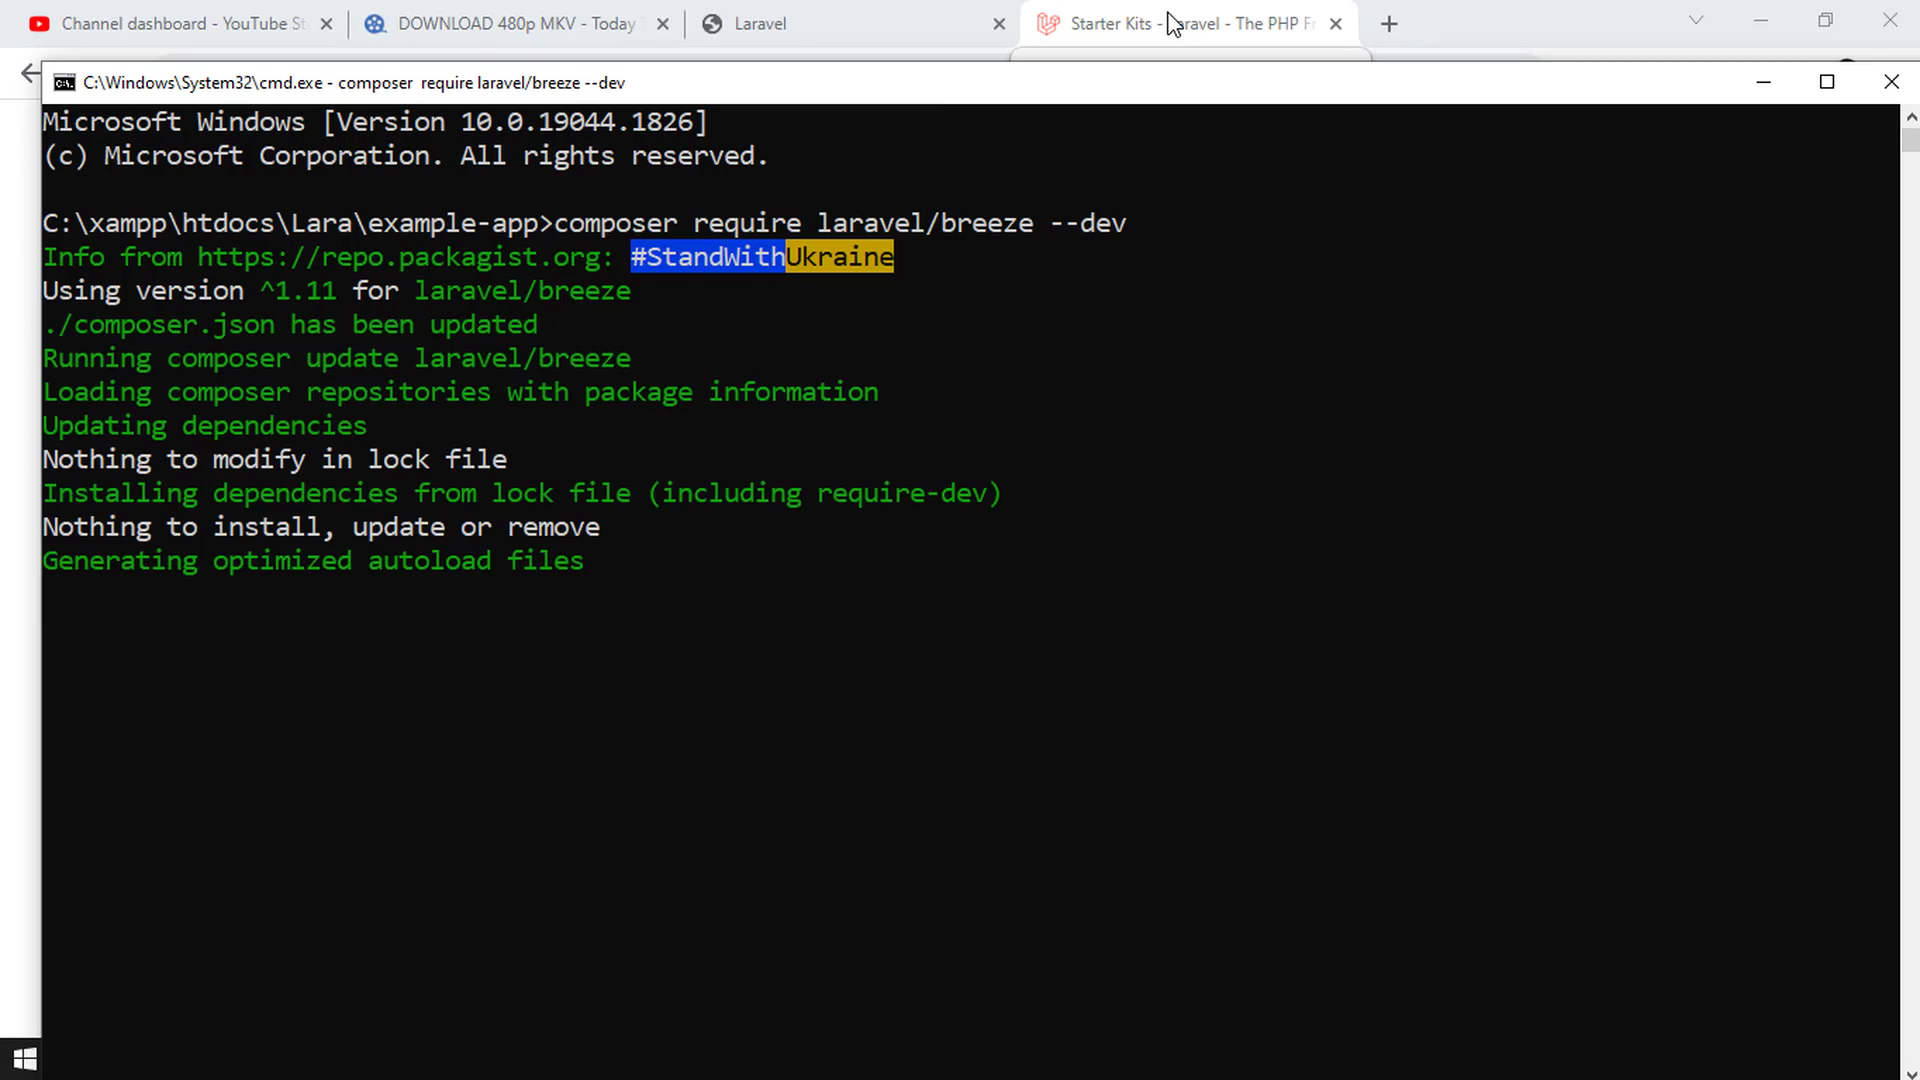 Channel dashboard - YouTube St
DOWNLOAD 480p MKV - Today
Laravel
Starter Kits - Laravel - The PHP Fr
C:\Windows\System32\cmd.exe - composer  require laravel/breeze --dev
Microsoft Windows [Version 10.0.19044.1826]
(c) Microsoft Corporation. All rights reserved.
C:\xampp\htdocs\Lara\example-app>composer require laravel/breeze --dev
Info from https://repo.packagist.org: #StandWithUkraine
Using version ^1.11 for laravel/breeze
./composer.json has been updated
Running composer update laravel/breeze
Loading composer repositories with package information
Updating dependencies
Nothing to modify in lock file
Installing dependencies from lock file (including require-dev)
Nothing to install, update or remove
Generating optimized autoload files